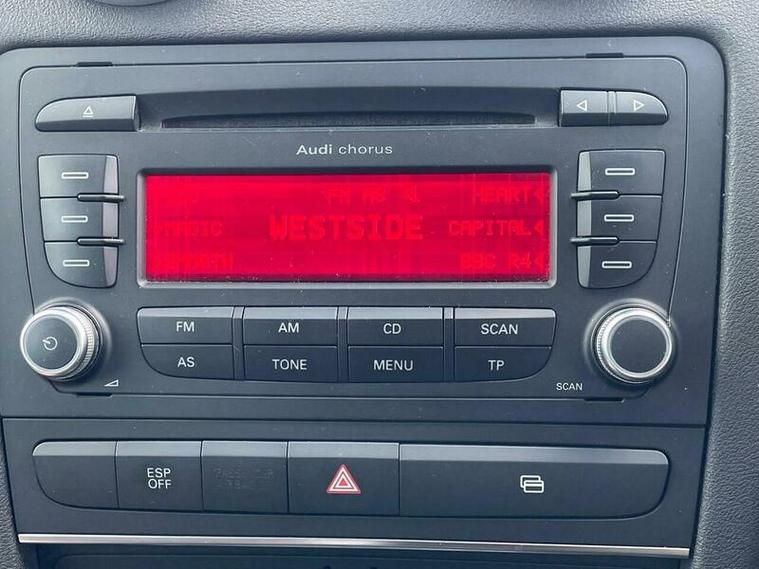 Audi chorus
FM AS
HEART
MAGIC
WESTSIDE
CAPITAL
BBC R4
FM
AM
CD
SCAN
AS
TONE
MENU
TP
SCAN
ESP
OFF